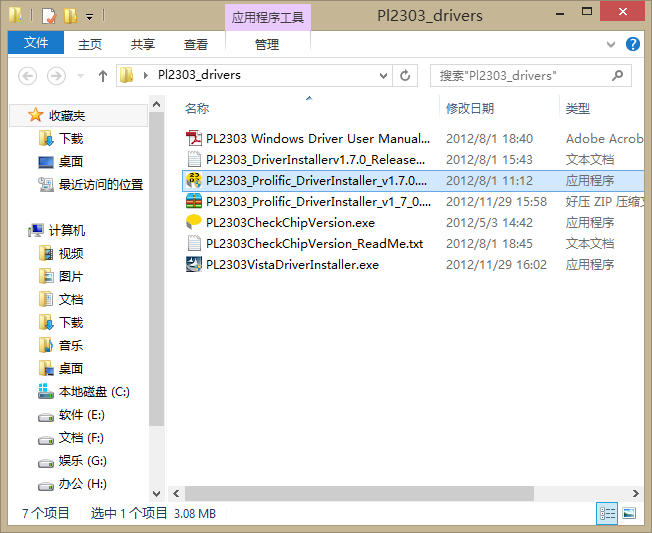 应用程序工具
Pl2303_drivers
文件 主页 共享 查看 管理
Pl2303_drivers
搜索"Pl2303_drivers"
收藏夹
下载
桌面
最近访问的位置
计算机
视频
图片
文档
下载
音乐
桌面
本地磁盘 (C:)
软件 (E:)
文档 (F:)
娱乐 (G:)
办公 (H:)
名称 修改日期 类型
PL2303 Windows Driver User Manual... 2012/8/1 18:40 Adobe Acrob
PL2303_DriverInstallerv1.7.0_Release... 2012/8/1 15:43 文本文档
PL2303_Prolific_DriverInstaller_v1.7.0.... 2012/8/1 11:12 应用程序
PL2303_Prolific_DriverInstaller_v1_7_0.... 2012/11/29 15:58 好压 ZIP 压缩文
PL2303CheckChipVersion.exe 2012/5/3 14:42 应用程序
PL2303CheckChipVersion_ReadMe.txt 2012/8/1 18:45 文本文档
PL2303VistaDriverInstaller.exe 2012/11/29 16:02 应用程序
7 个项目 选中 1 个项目 3.08 MB